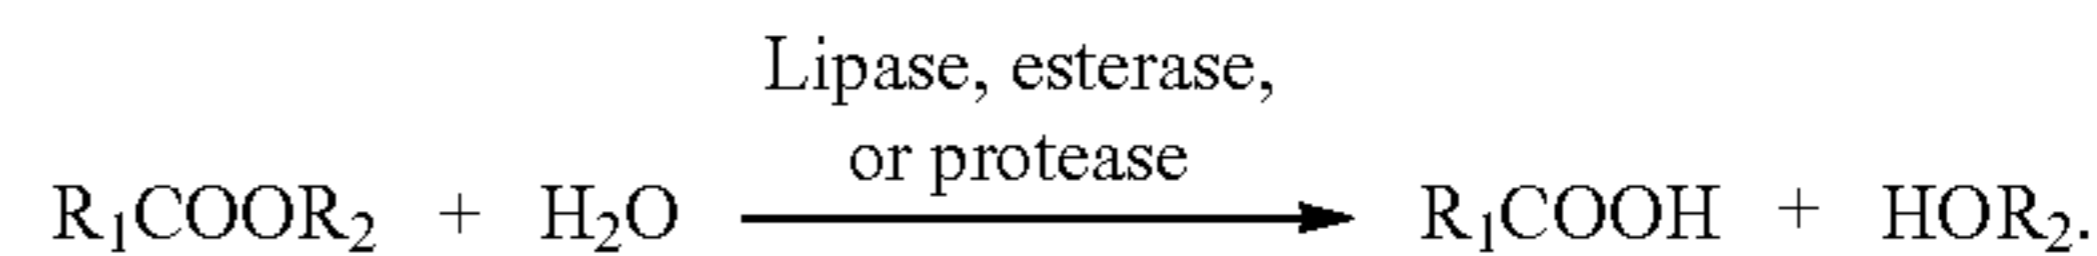 Lipase, esterase,
or protease
R₁COOR₂ + H₂O ⟶ R₁COOH + HOR₂.